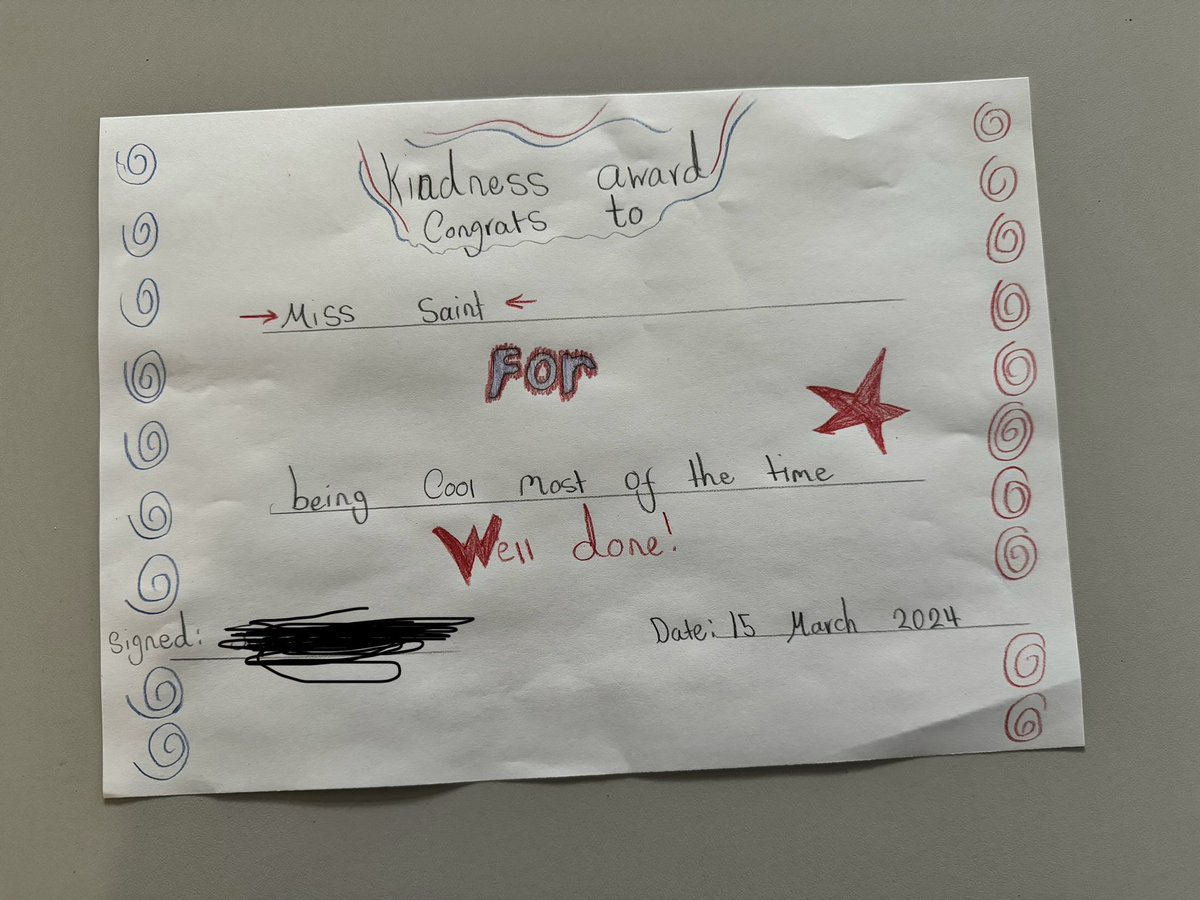 Kindness award
Congrats to
→ Miss Saint ←
For
being Cool most of the time
Well done!
Signed:
Date: 15 March 2024